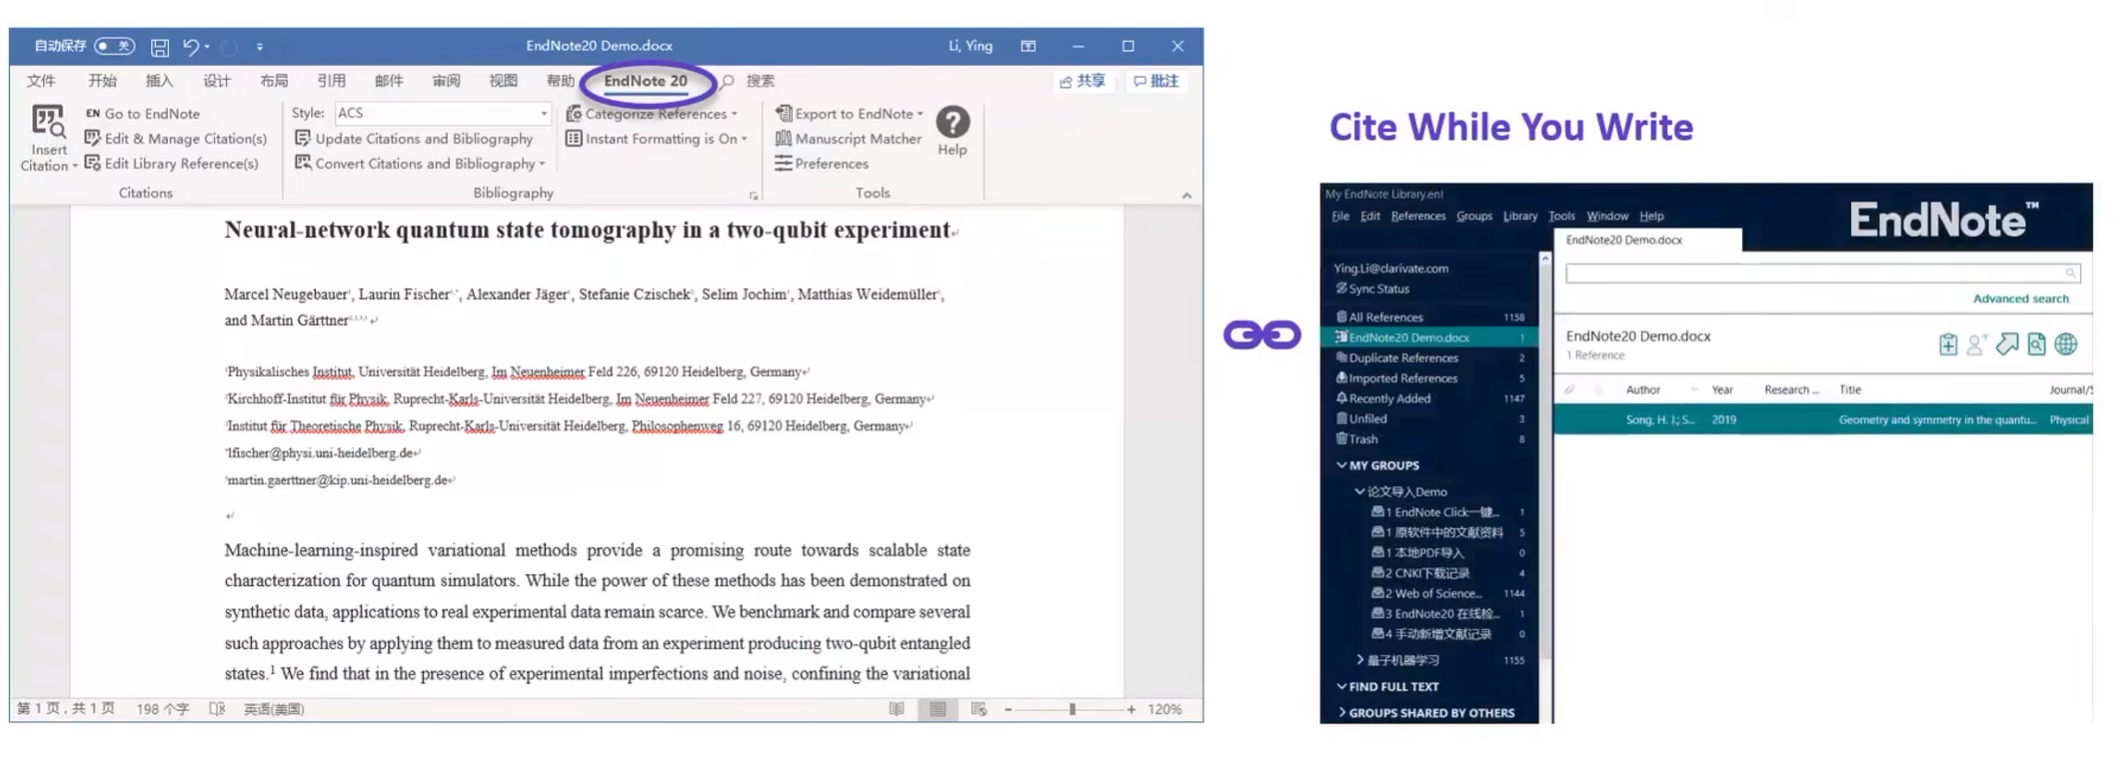 自动保存 关
EndNote20 Demo.docx
Li, Ying
文件 开始 插入 设计 布局 引用 邮件 审阅 视图 帮助 EndNote 20 搜索
共享 批注
Insert
Citation
EN Go to EndNote
Edit & Manage Citation(s)
Edit Library Reference(s)
Citations
Style: ACS
Update Citations and Bibliography
Convert Citations and Bibliography
Categorize References
Instant Formatting is On
Bibliography
Export to EndNote
Manuscript Matcher
Preferences
Help
Tools
Neural-network quantum state tomography in a two-qubit experiment
Marcel Neugebauer, Laurin Fischer, Alexander Jäger, Stefanie Czischek, Selim Jochim, Matthias Weidemüller,
and Martin Gärttner
Physikalisches Institut, Universität Heidelberg, Im Neuenheimer Feld 226, 69120 Heidelberg, Germany
Kirchhoff-Institut für Physik, Ruprecht-Karls-Universität Heidelberg, Im Neuenheimer Feld 227, 69120 Heidelberg, Germany
Institut für Theoretische Physik, Ruprecht-Karls-Universität Heidelberg, Philosophenweg 16, 69120 Heidelberg, Germany
lfischer@physi.uni-heidelberg.de
martin.gaerttner@kip.uni-heidelberg.de
Machine-learning-inspired variational methods provide a promising route towards scalable state
characterization for quantum simulators. While the power of these methods has been demonstrated on
synthetic data, applications to real experimental data remain scarce. We benchmark and compare several
such approaches by applying them to measured data from an experiment producing two-qubit entangled
states.1 We find that in the presence of experimental imperfections and noise, confining the variational
第1页,共1页 198个字 英语(美国)
120%
Cite While You Write
My EndNote Library.enl
File Edit References Groups Library Tools Window Help
EndNote™
EndNote20 Demo.docx
Ying.Li@clarivate.com
Sync Status
All References 1158
EndNote20 Demo.docx 1
Duplicate References 2
Imported References 5
Recently Added 1147
Unfiled 3
Trash 8
MY GROUPS
论文导入Demo
1 EndNote Click一键... 1
1 原软件中的文献资料 5
1 本地PDF导入 0
2 CNKI下载记录 4
2 Web of Science... 1144
3 EndNote20 在线检... 1
4 手动新增文献记录 0
量子机器学习 1155
FIND FULL TEXT
GROUPS SHARED BY OTHERS
Advanced search
EndNote20 Demo.docx
1 Reference
Author Year Research ... Title Journal/S
Song, H. J.; S... 2019 Geometry and symmetry in the quantu... Physical